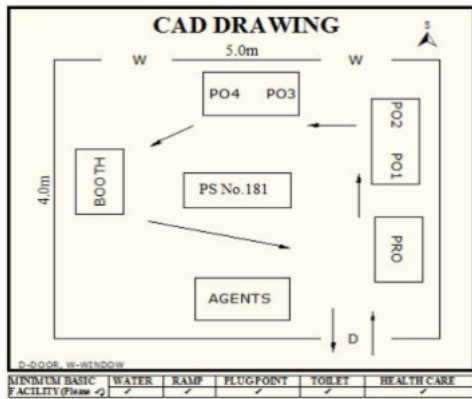 CAD DRAWING
S
W 5.0m W
PO4 PO3
PO2
PO1
BOOTH
4.0m
PS No.181
PRO
AGENTS
D
D-DOOR, W-WINDOW
MINIMUM BASIC WATER RAMP PLUGPOINT TOILET HEALTH CARE
FACILITY(Please ✓) ✓ ✓ ✓ ✓ ✓